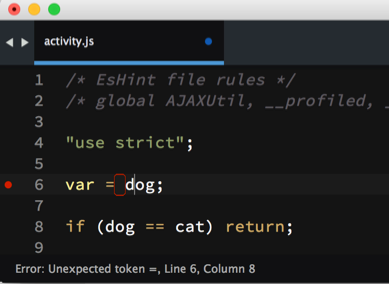 activity.js
1 /* EsHint file rules */
2 /* global AJAXUtil, __profiled,
3
4 "use strict";
5
6 var = dog;
7
8 if (dog == cat) return;
9
Error: Unexpected token =, Line 6, Column 8